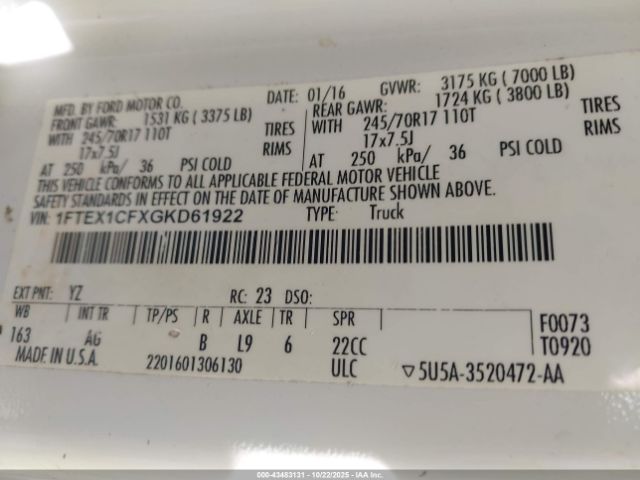 MFD. BY FORD MOTOR CO. DATE: 01/16 GVWR: 3175 KG ( 7000 LB)
FRONT GAWR: 1531 KG ( 3375 LB) REAR GAWR: 1724 KG ( 3800 LB)
WITH 245/70R17 110T TIRES WITH 245/70R17 110T TIRES
17x7.5J RIMS 17x7.5J RIMS
AT 250 kPa/ 36 PSI COLD AT 250 kPa/ 36 PSI COLD
THIS VEHICLE CONFORMS TO ALL APPLICABLE FEDERAL MOTOR VEHICLE
SAFETY STANDARDS IN EFFECT ON THE DATE OF MANUFACTURE SHOWN ABOVE.
VIN: 1FTEX1CFXGKD61922 TYPE: Truck
EXT PNT: YZ RC: 23 DSO:
WB INT TR TP/PS R AXLE TR SPR F0073
163 AG B L9 6 22CC T0920
MADE IN U.S.A. 2201601306130 ULC ▽5U5A-3520472-AA
000-43483131 - 10/22/2025 - IAA Inc.